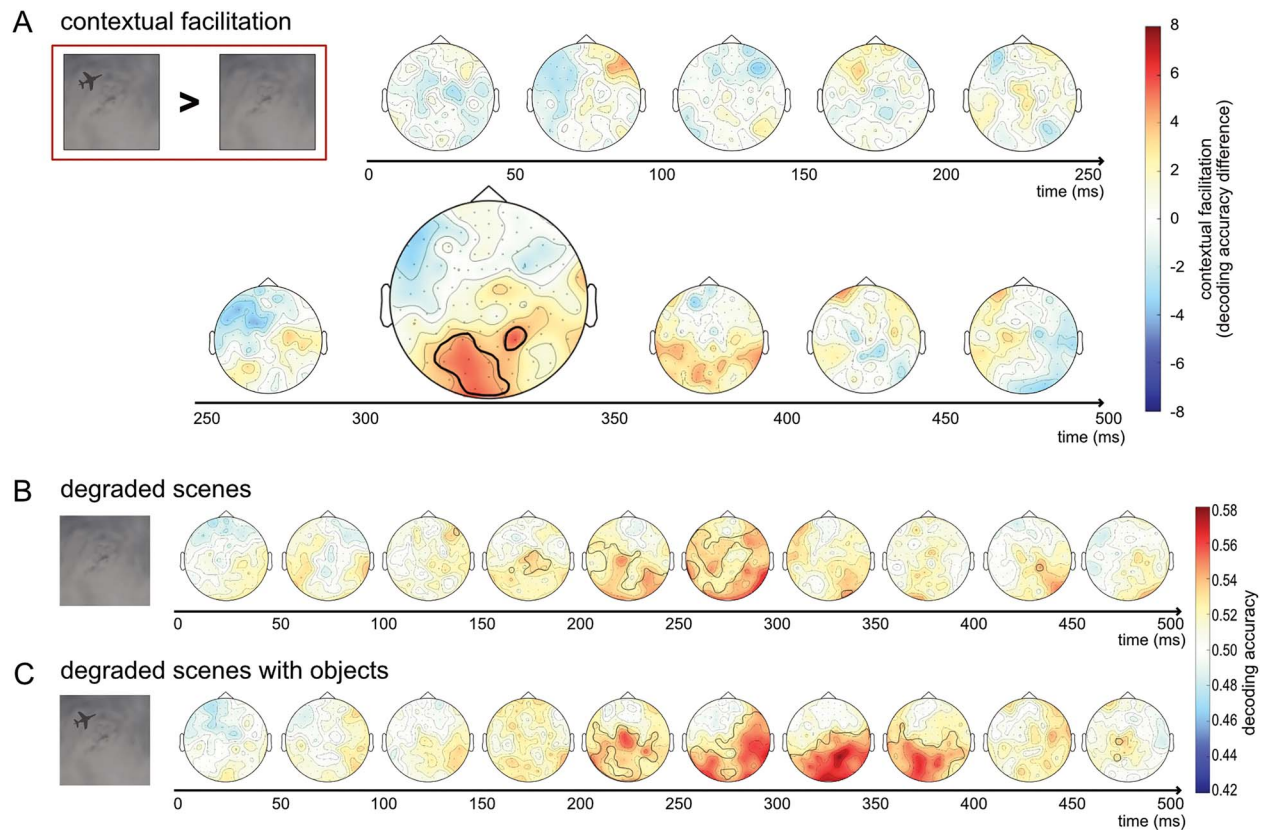 A contextual facilitation
>
8
6
4
2
0
-2
-4
-6
-8
contextual facilitation
(decoding accuracy difference)
0 50 100 150 200 250
time (ms)
250 300 350 400 450 500
time (ms)
B degraded scenes
0 50 100 150 200 250 300 350 400 450 500
time (ms)
C degraded scenes with objects
0 50 100 150 200 250 300 350 400 450 500
time (ms)
0.58
0.56
0.54
0.52
0.50
0.48
0.46
0.44
0.42
decoding accuracy